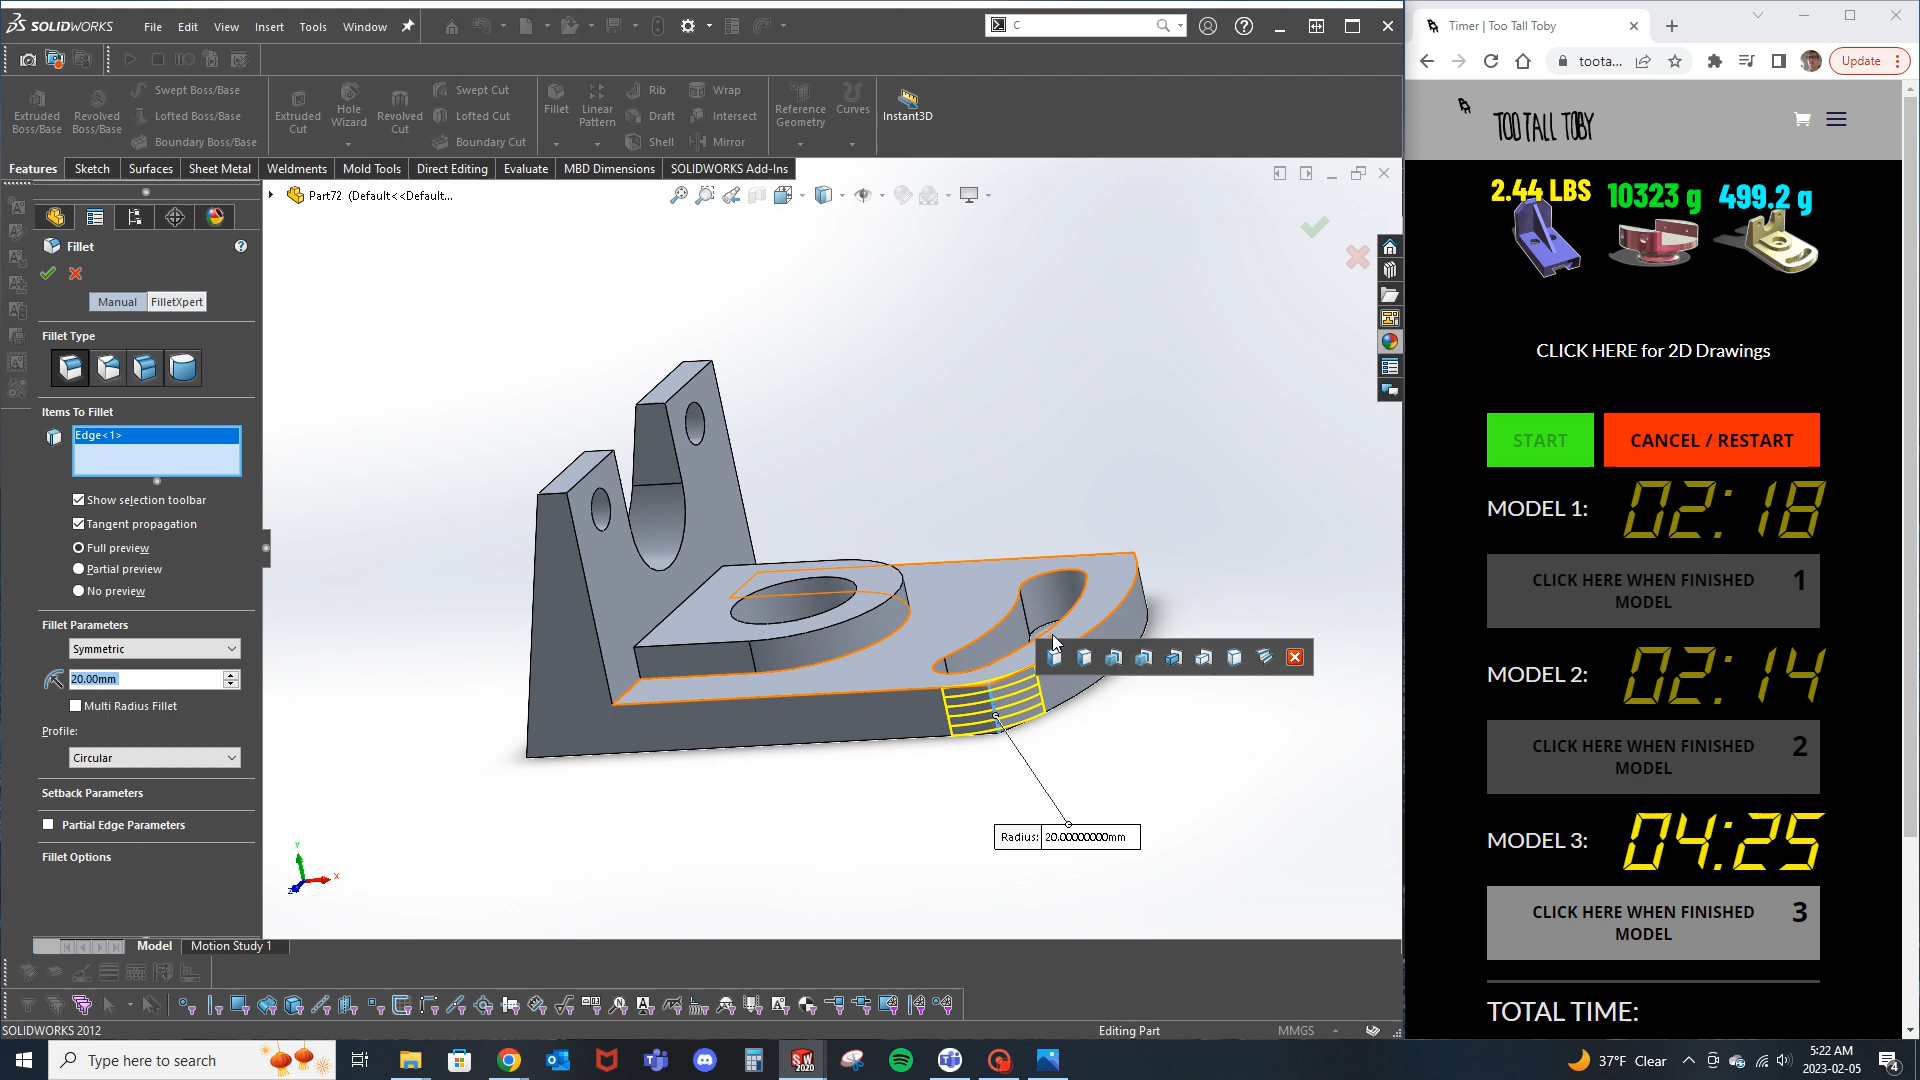 SOLIDWORKS File Edit View Insert Tools Window
C
Swept Boss/Base
Lofted Boss/Base
Boundary Boss/Base
Extruded Boss/Base
Revolved Boss/Base
Extruded Cut
Hole Wizard
Revolved Cut
Swept Cut
Lofted Cut
Boundary Cut
Fillet
Linear Pattern
Rib
Draft
Shell
Wrap
Intersect
Mirror
Reference Geometry
Curves
Instant3D
Features Sketch Surfaces Sheet Metal Weldments Mold Tools Direct Editing Evaluate MBD Dimensions SOLIDWORKS Add-Ins
Part72 (Default<<Default...
Fillet
Manual FilletXpert
Fillet Type
Items To Fillet
Edge<1>
Show selection toolbar
Tangent propagation
Full preview
Partial preview
No preview
Fillet Parameters
Symmetric
20.00mm
Multi Radius Fillet
Profile:
Circular
Setback Parameters
Partial Edge Parameters
Fillet Options
Radius: 20.00000000mm
Y
X
Z
Model Motion Study 1
SOLIDWORKS 2012
Editing Part
MMGS
Type here to search
SW 2020
37°F Clear
5:22 AM
2023-02-05
4
Timer | Too Tall Toby
toota...
Update
TOO TALL TOBY
2.44 LBS 10323 g 499.2 g
CLICK HERE for 2D Drawings
START CANCEL / RESTART
MODEL 1: 02:18
CLICK HERE WHEN FINISHED MODEL 1
MODEL 2: 02:14
CLICK HERE WHEN FINISHED MODEL 2
MODEL 3: 04:25
CLICK HERE WHEN FINISHED MODEL 3
TOTAL TIME: